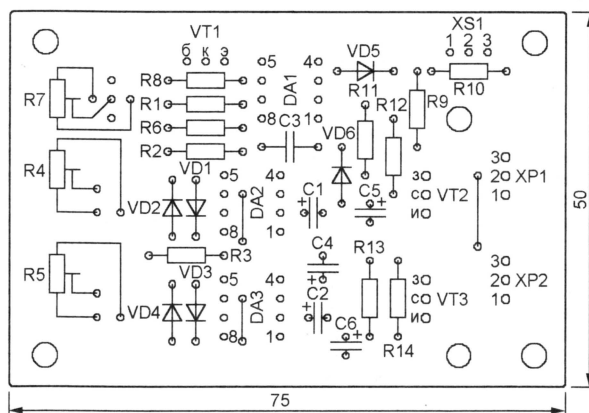 VT1
XS1
б к э
1 2 3
5
4
VD5
R8
DA1
R10
R7
R1
R11
R12
R9
R6
8
1
C3
VD6
R2
R4
VD1
5
4
3
C1
C5
з
2
XP1
VD2
DA2
с
VT2
1
8
1
и
50
R3
C4
R13
R5
VD3
5
4
3
з
2
XP2
VD4
DA3
C2
с
VT3
1
8
1
C6
и
R14
+
+
+
+
+
75